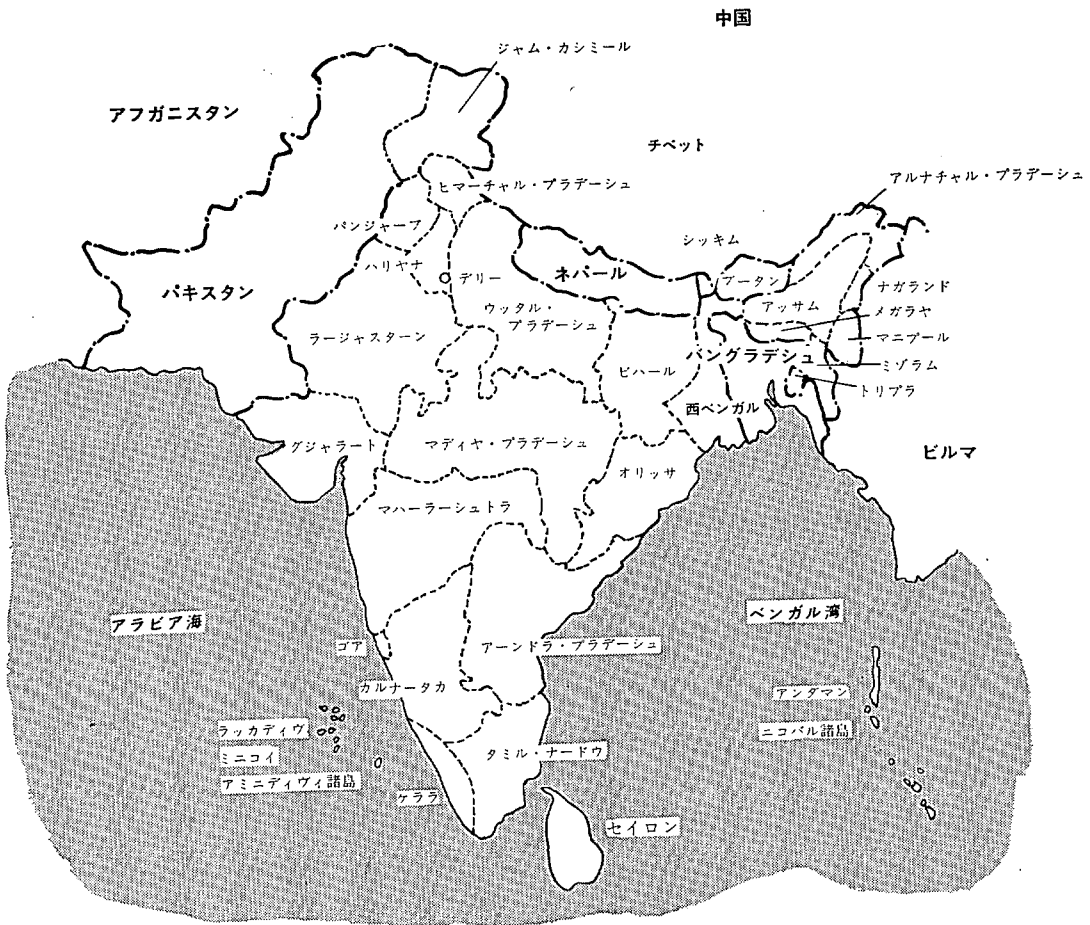 中国
ジャム・カシミール
アフガニスタン
チベット
アルナチャル・プラデーシュ
ヒマーチャル・プラデーシュ
パンジャーブ
シッキム
ハリヤナ
デリー
ネパール
ブータン
ナガランド
パキスタン
ウッタル・
プラデーシュ
アッサム
メガラヤ
ラージャスターン
マニプール
バングラデシュ
ミゾラム
ビハール
トリプラ
西ベンガル
グジャラート
マディヤ・プラデーシュ
ビルマ
オリッサ
マハーラーシュトラ
アラビア海
ベンガル湾
ゴア
アーンドラ・プラデーシュ
カルナータカ
アンダマン
ラッカディヴ
ニコバル諸島
ミニコイ
タミル・ナードゥ
アミニディヴィ諸島
ケララ
セイロン